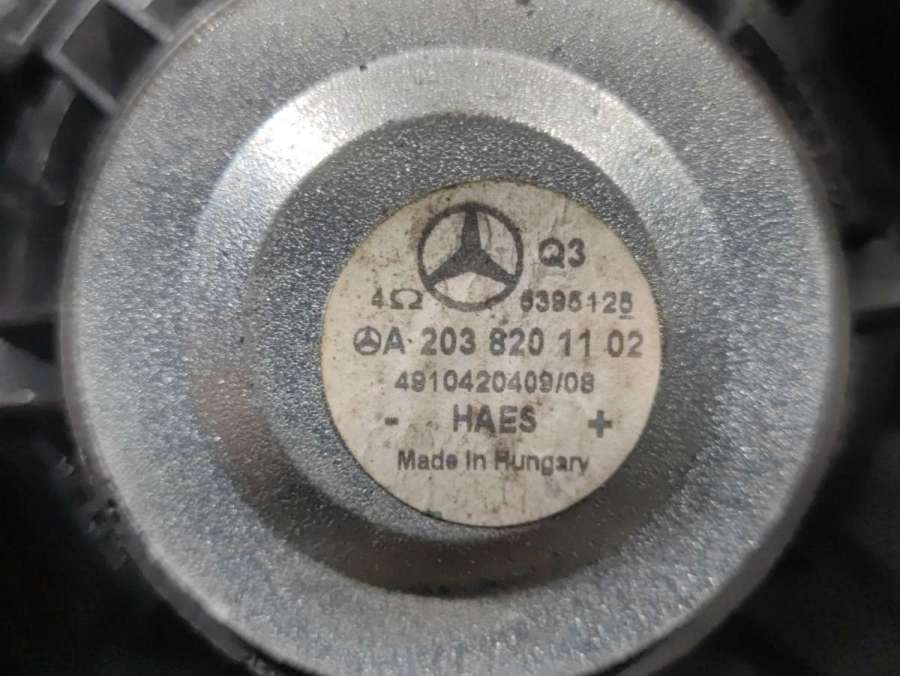 Q3
4Ω 6395125
A 203 820 11 02
4910420409/08
- HAES +
Made In Hungary